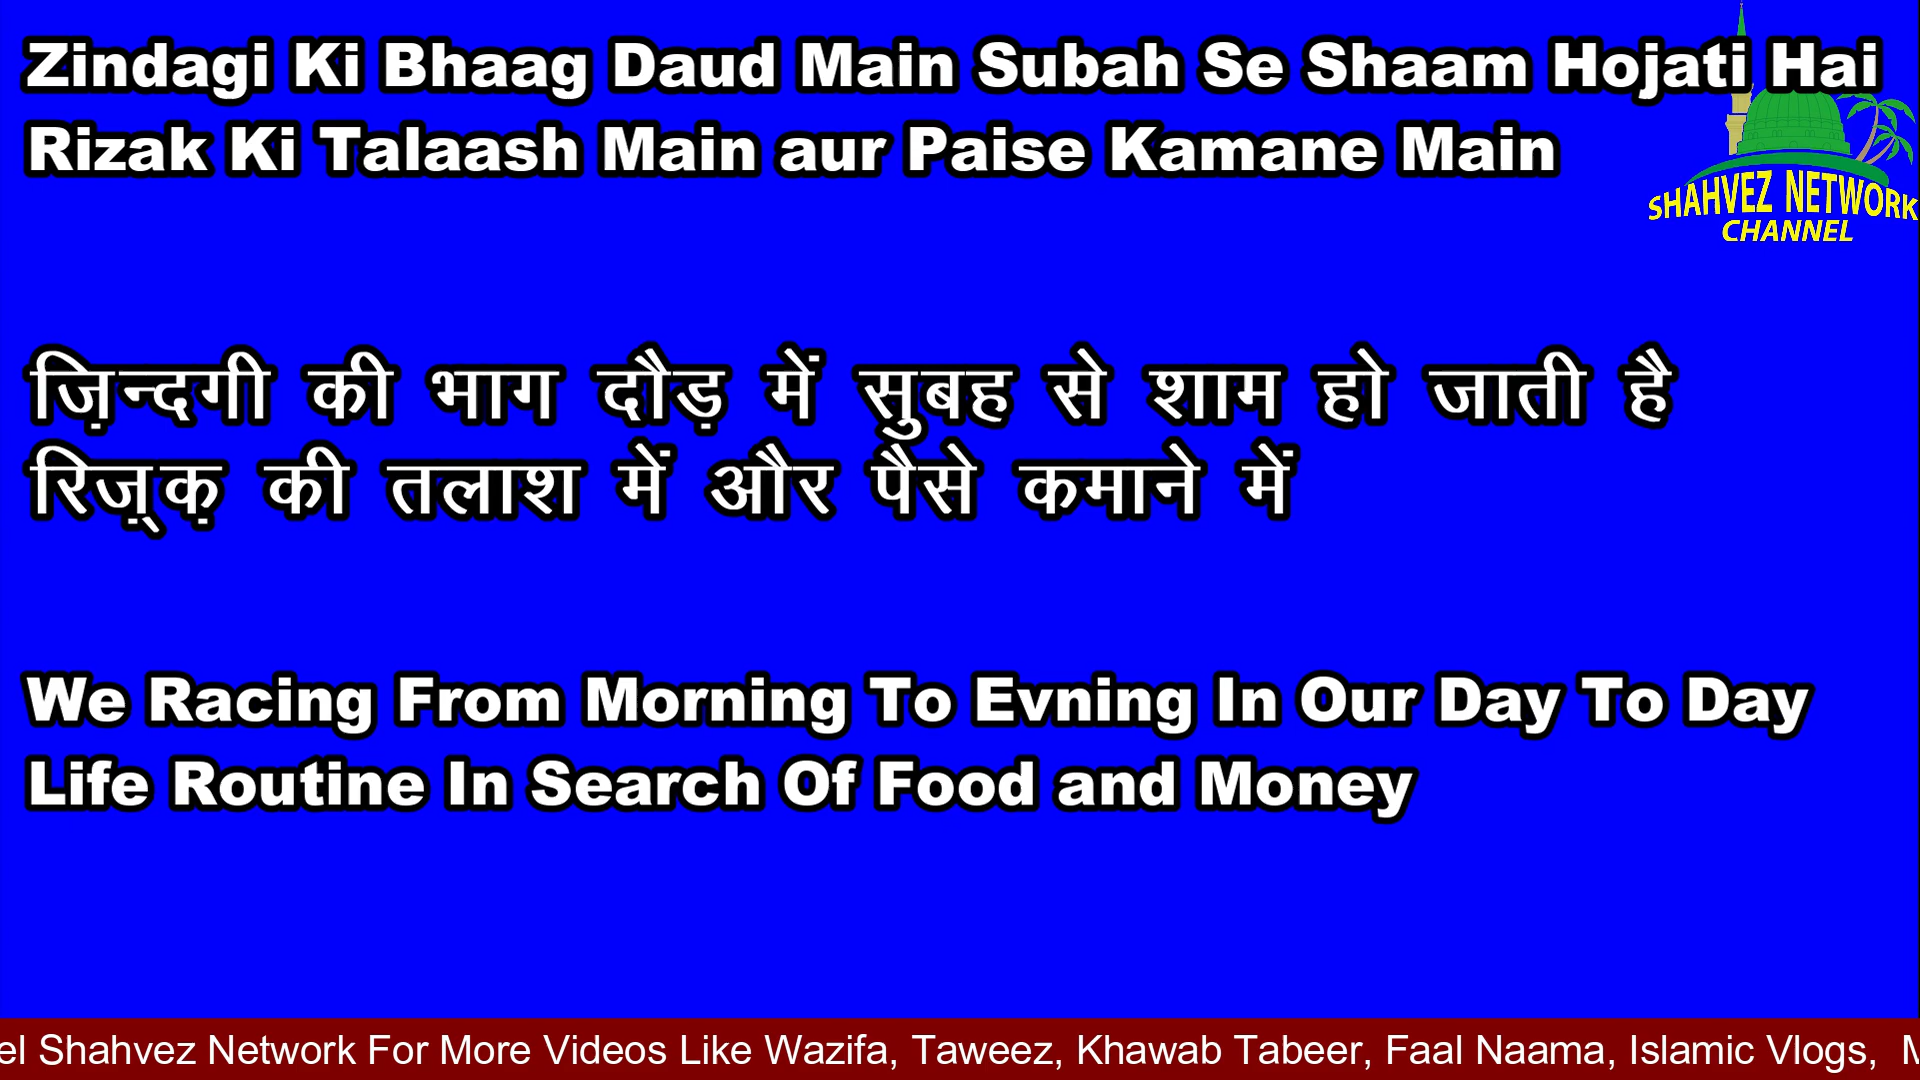 Zindagi Ki Bhaag Daud Main Subah Se Shaam Hojati Hai
Rizak Ki Talaash Main aur Paise Kamane Main
SHAHVEZ NETWORK
CHANNEL
ज़िन्दगी की भाग दौड़ में सुबह से शाम हो जाती है
रिज़्क़ की तलाश में और पैसे कमाने में
We Racing From Morning To Evning In Our Day To Day
Life Routine In Search Of Food and Money
el Shahvez Network For More Videos Like Wazifa, Taweez, Khawab Tabeer, Faal Naama, Islamic Vlogs,